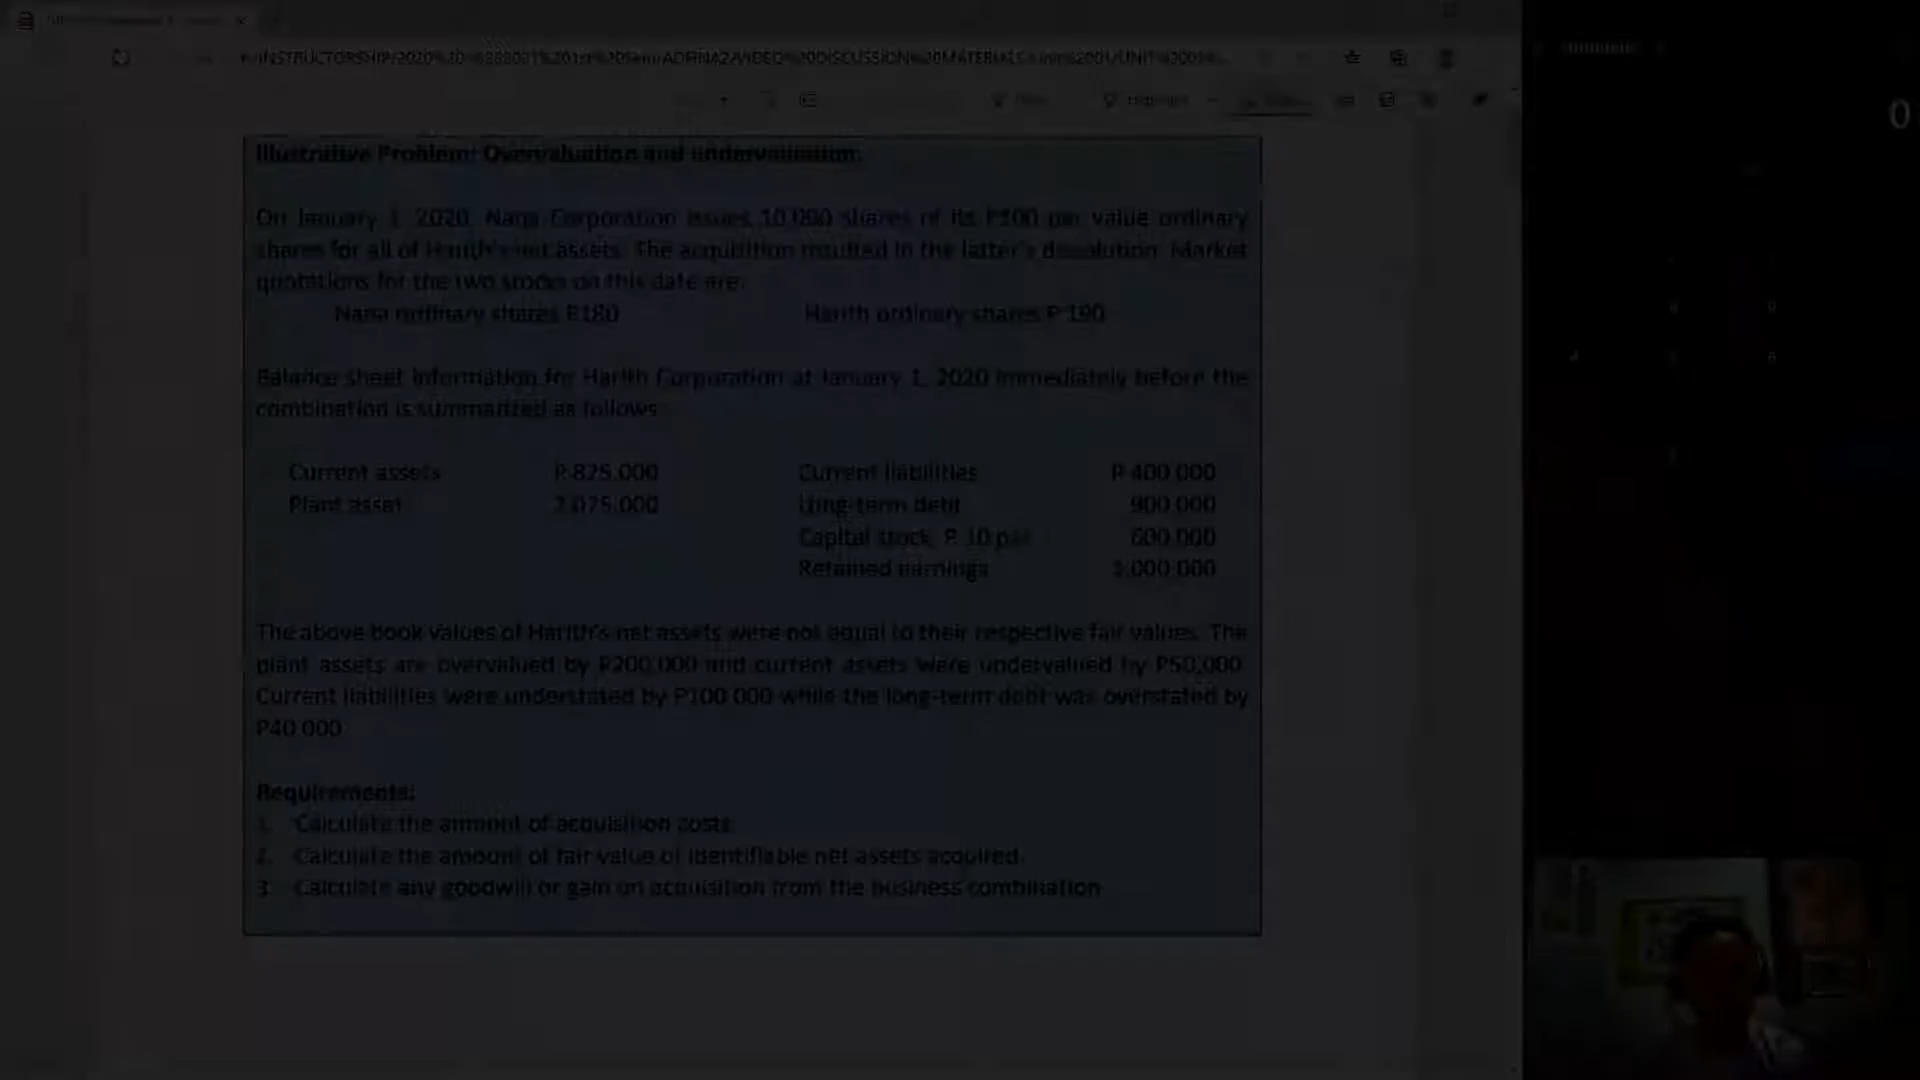 INSTRUCTORSHIP/2020
0
Illustrative Problem: Overvaluation and undervaluation.
On January 1, 2020, Nana Corporation issues 10,000 shares of its P100 par value ordinary
shares for all of Harith's net assets. The acquisition resulted in the latter's dissolution. Market
quotations for the two stocks on this date are:
Nana ordinary shares P180 Harith ordinary shares P 190
Balance sheet information for Harith Corporation at January 1, 2020 immediately before the
combination is summarized as follows:
Current assets P 825,000 Current liabilities P 400,000
Plant asset 2,075,000 Long-term debt 900,000
Capital stock, P 10 par 600,000
Retained earnings 1,000,000
The above book values of Harith's net assets were not equal to their respective fair values. The
plant assets are overvalued by P200,000 and current assets were undervalued by P50,000.
Current liabilities were understated by P100,000 while the long-term debt was overstated by
P40,000.
Requirements:
1. Calculate the amount of acquisition costs.
2. Calculate the amount of fair value of identifiable net assets acquired.
3. Calculate any goodwill or gain on acquisition from the business combination.